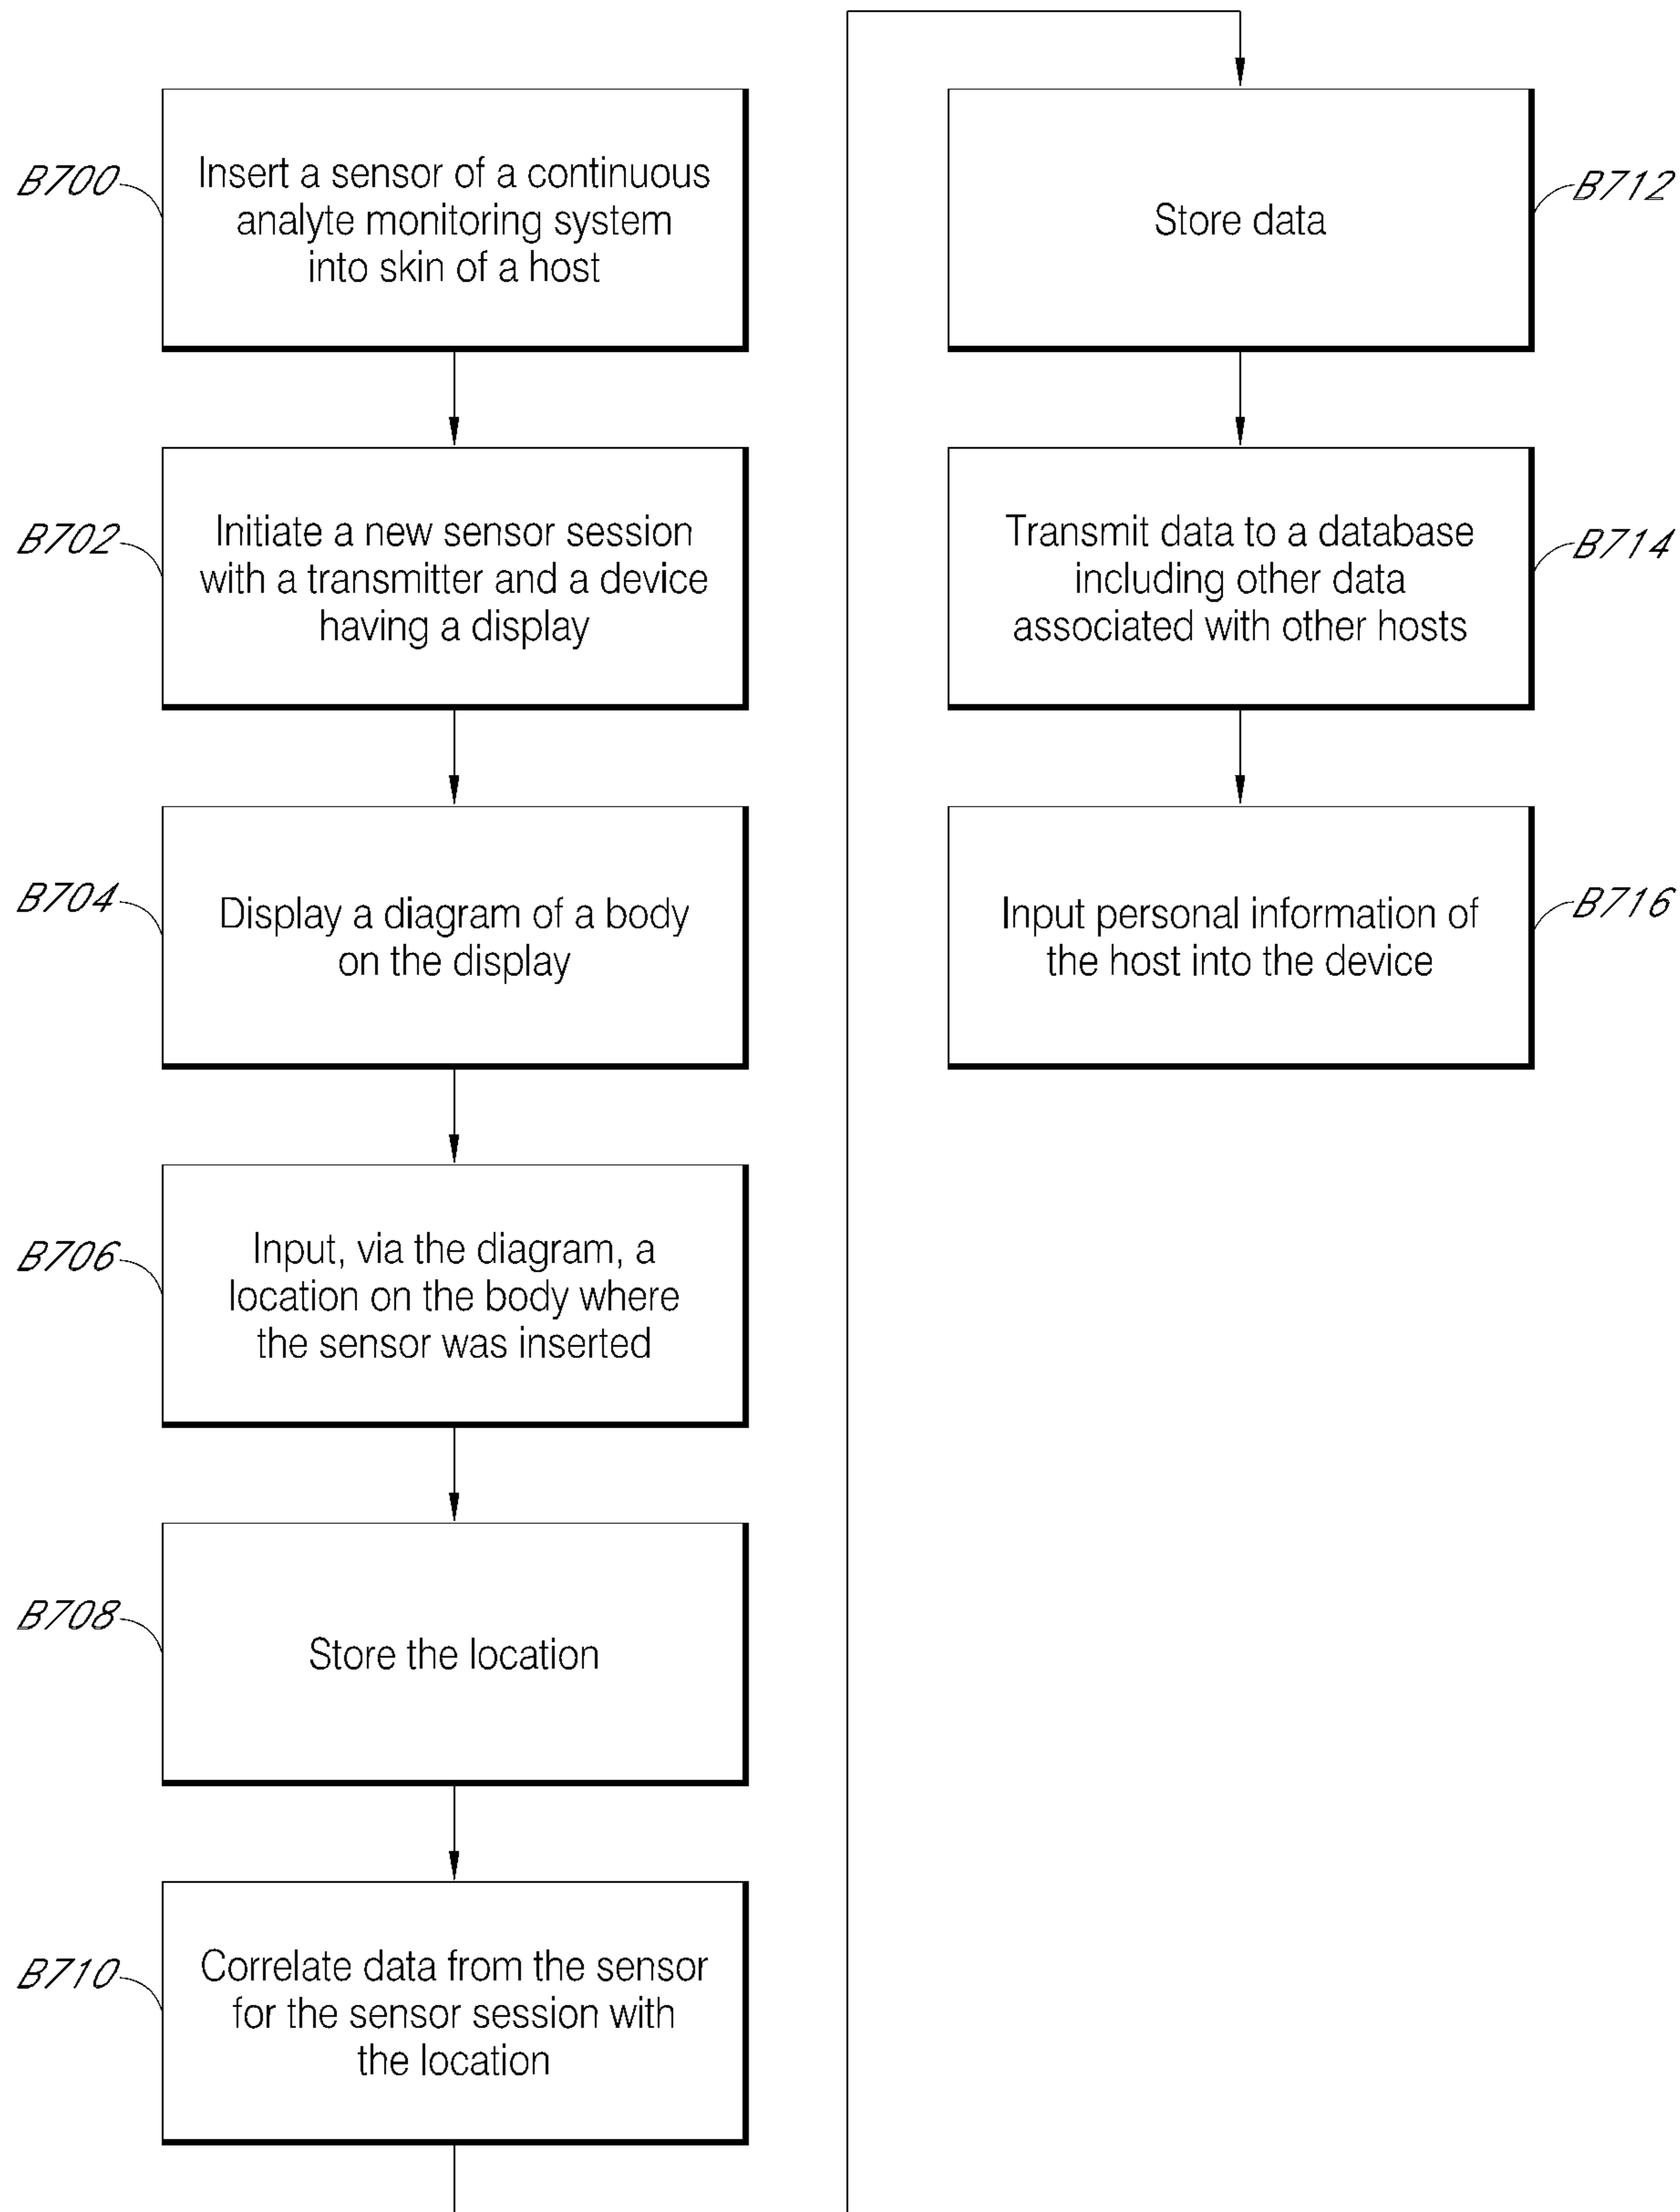 B700
Insert a sensor of a continuous
analyte monitoring system
into skin of a host
B702
Initiate a new sensor session
with a transmitter and a device
having a display
B704
Display a diagram of a body
on the display
B706
Input, via the diagram, a
location on the body where
the sensor was inserted
B708
Store the location
B710
Correlate data from the sensor
for the sensor session with
the location
Store data
B712
Transmit data to a database
including other data
associated with other hosts
B714
Input personal information of
the host into the device
B716